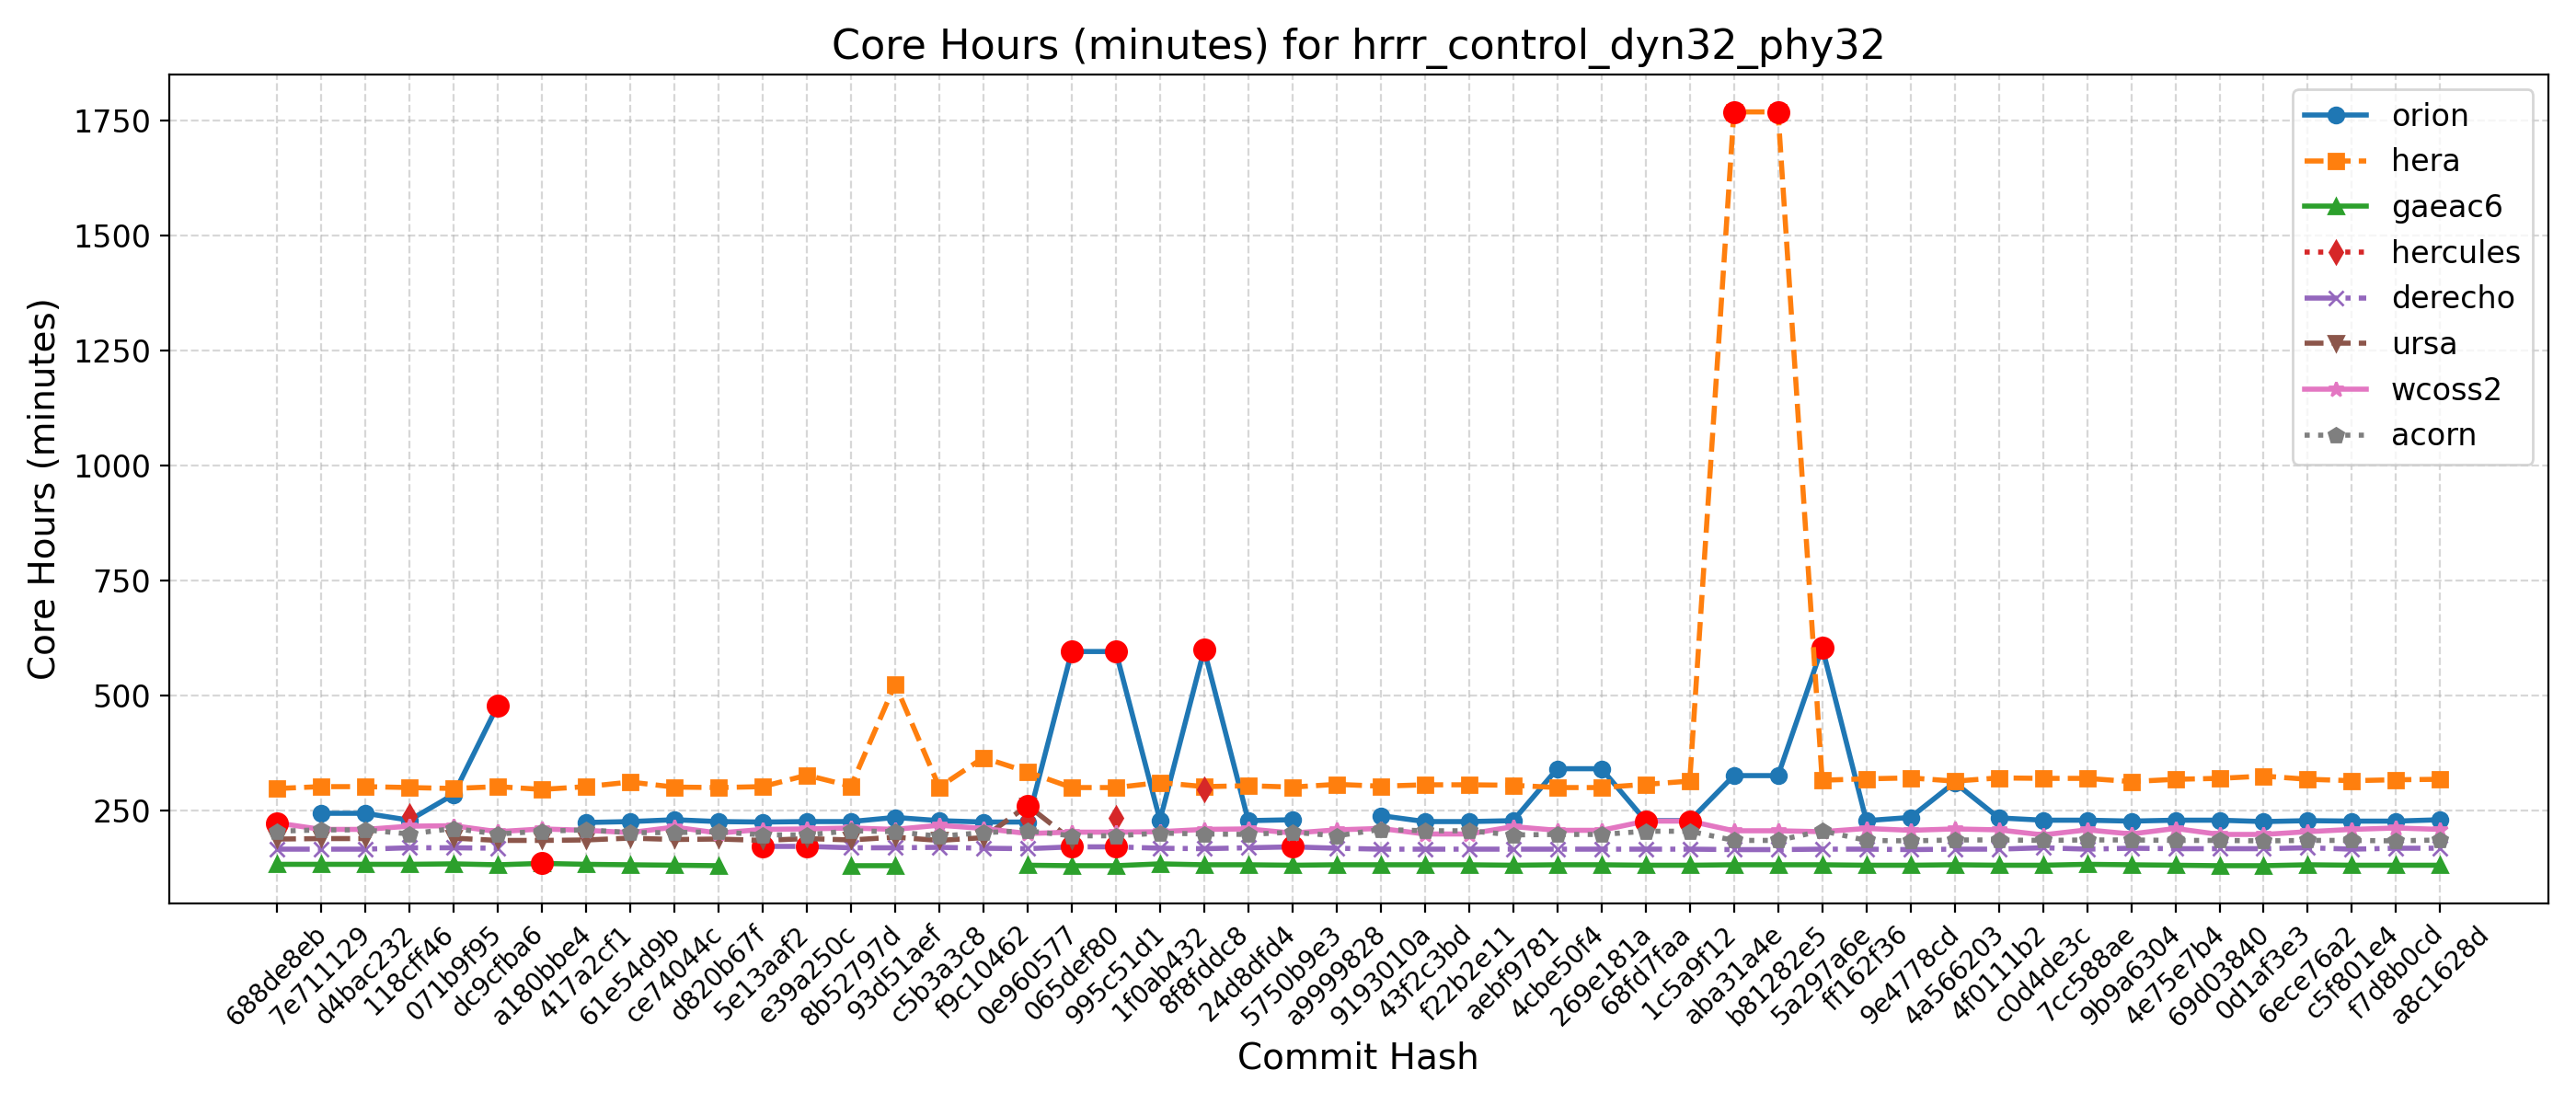 Core Hours (minutes) for hrrr_control_dyn32_phy32
Core Hours (minutes)
1750
1500
1250
1000
750
500
250
orion
hera
gaeac6
hercules
derecho
ursa
wcoss2
acorn
688de8eb
7e711129
d4bac232
118cff46
071b9f95
dc9cfba6
a180bbe4
417a2cf1
61e54d9b
ce74044c
d820b67f
5e13aaf2
e39a250c
8b52797d
93d51aef
c5b3a3c8
f9c10462
0e960577
065def80
995c51d1
1f0ab432
8f8fddc8
24d8dfd4
5750b9e3
a9999828
9193010a
43f2c3bd
f22b2e11
aebf9781
4cbe50f4
269e181a
68fd7faa
1c5a9f12
aba31a4e
b81282e5
5a297a6e
ff162f36
9e4778cd
4a566203
4f0111b2
c0d4de3c
7cc588ae
9b9a6304
4e75e7b4
69d03840
0d1af3e3
6ece76a2
c5f801e4
f7d8b0cd
a8c1628d
Commit Hash